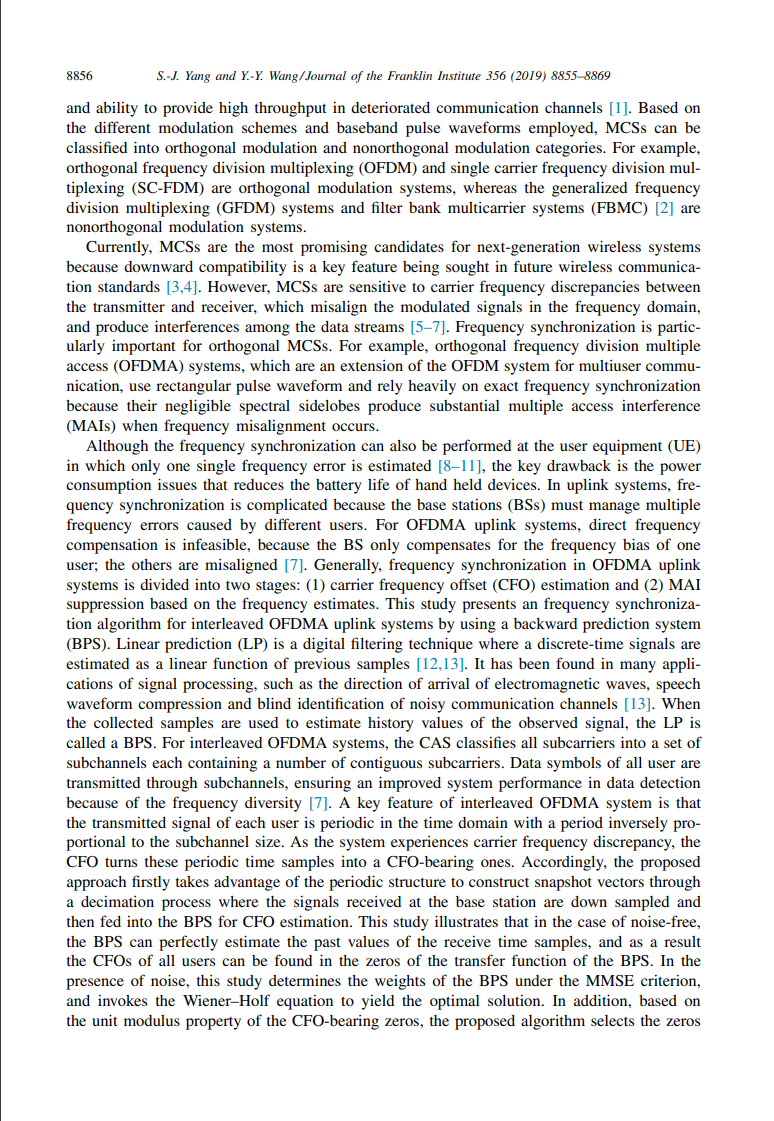 8856 S.-J. Yang and Y.-Y. Wang / Journal of the Franklin Institute 356 (2019) 8855–8869
and ability to provide high throughput in deteriorated communication channels [1]. Based on
the different modulation schemes and baseband pulse waveforms employed, MCSs can be
classified into orthogonal modulation and nonorthogonal modulation categories. For example,
orthogonal frequency division multiplexing (OFDM) and single carrier frequency division mul-
tiplexing (SC-FDM) are orthogonal modulation systems, whereas the generalized frequency
division multiplexing (GFDM) systems and filter bank multicarrier systems (FBMC) [2] are
nonorthogonal modulation systems.
Currently, MCSs are the most promising candidates for next-generation wireless systems
because downward compatibility is a key feature being sought in future wireless communica-
tion standards [3,4]. However, MCSs are sensitive to carrier frequency discrepancies between
the transmitter and receiver, which misalign the modulated signals in the frequency domain,
and produce interferences among the data streams [5–7]. Frequency synchronization is partic-
ularly important for orthogonal MCSs. For example, orthogonal frequency division multiple
access (OFDMA) systems, which are an extension of the OFDM system for multiuser commu-
nication, use rectangular pulse waveform and rely heavily on exact frequency synchronization
because their negligible spectral sidelobes produce substantial multiple access interference
(MAIs) when frequency misalignment occurs.
Although the frequency synchronization can also be performed at the user equipment (UE)
in which only one single frequency error is estimated [8–11], the key drawback is the power
consumption issues that reduces the battery life of hand held devices. In uplink systems, fre-
quency synchronization is complicated because the base stations (BSs) must manage multiple
frequency errors caused by different users. For OFDMA uplink systems, direct frequency
compensation is infeasible, because the BS only compensates for the frequency bias of one
user; the others are misaligned [7]. Generally, frequency synchronization in OFDMA uplink
systems is divided into two stages: (1) carrier frequency offset (CFO) estimation and (2) MAI
suppression based on the frequency estimates. This study presents an frequency synchroniza-
tion algorithm for interleaved OFDMA uplink systems by using a backward prediction system
(BPS). Linear prediction (LP) is a digital filtering technique where a discrete-time signals are
estimated as a linear function of previous samples [12,13]. It has been found in many appli-
cations of signal processing, such as the direction of arrival of electromagnetic waves, speech
waveform compression and blind identification of noisy communication channels [13]. When
the collected samples are used to estimate history values of the observed signal, the LP is
called a BPS. For interleaved OFDMA systems, the CAS classifies all subcarriers into a set of
subchannels each containing a number of contiguous subcarriers. Data symbols of all user are
transmitted through subchannels, ensuring an improved system performance in data detection
because of the frequency diversity [7]. A key feature of interleaved OFDMA system is that
the transmitted signal of each user is periodic in the time domain with a period inversely pro-
portional to the subchannel size. As the system experiences carrier frequency discrepancy, the
CFO turns these periodic time samples into a CFO-bearing ones. Accordingly, the proposed
approach firstly takes advantage of the periodic structure to construct snapshot vectors through
a decimation process where the signals received at the base station are down sampled and
then fed into the BPS for CFO estimation. This study illustrates that in the case of noise-free,
the BPS can perfectly estimate the past values of the receive time samples, and as a result
the CFOs of all users can be found in the zeros of the transfer function of the BPS. In the
presence of noise, this study determines the weights of the BPS under the MMSE criterion,
and invokes the Wiener–Holf equation to yield the optimal solution. In addition, based on
the unit modulus property of the CFO-bearing zeros, the proposed algorithm selects the zeros